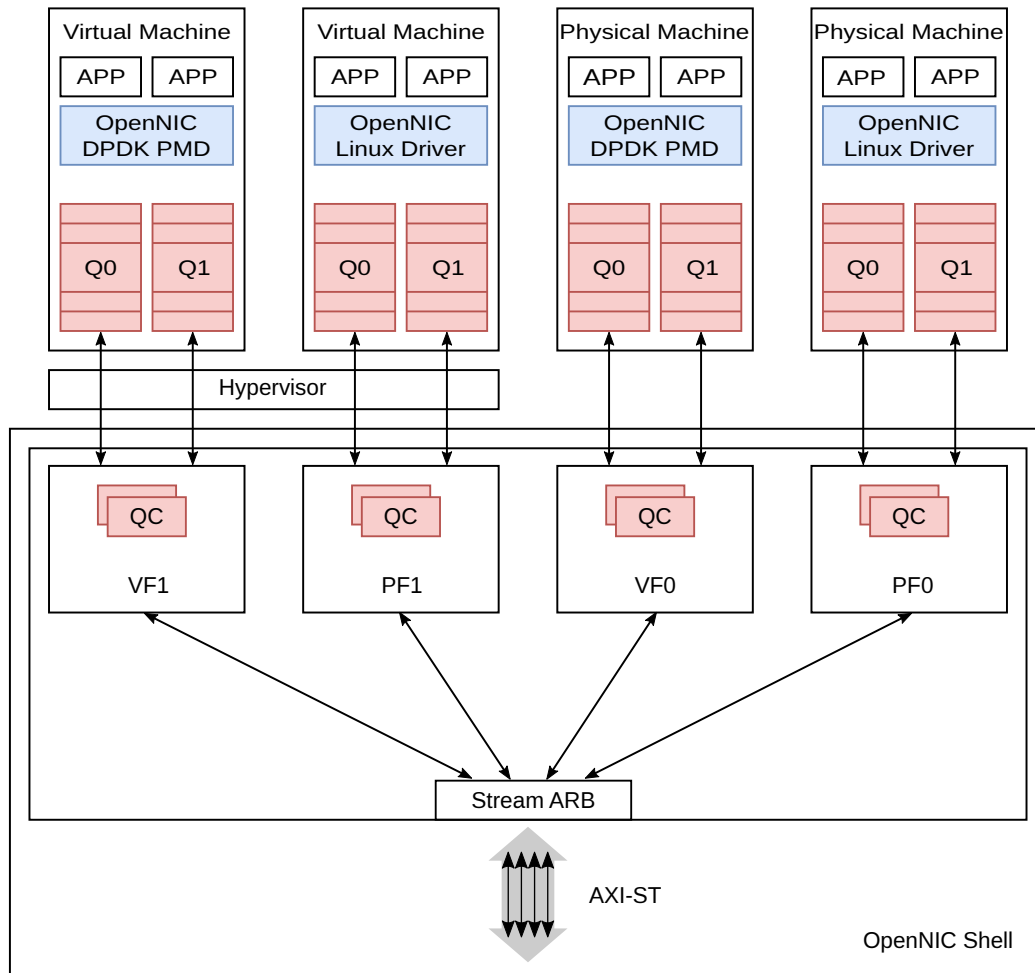 Virtual Machine
Virtual Machine
Physical Machine
Physical Machine
APP
APP
APP
APP
APP
APP
APP
APP
OpenNIC
DPDK PMD
OpenNIC
Linux Driver
OpenNIC
DPDK PMD
OpenNIC
Linux Driver
Q0
Q1
Q0
Q1
Q0
Q1
Q0
Q1
Hypervisor
QC
QC
QC
QC
VF1
PF1
VF0
PF0
Stream ARB
AXI-ST
OpenNIC Shell